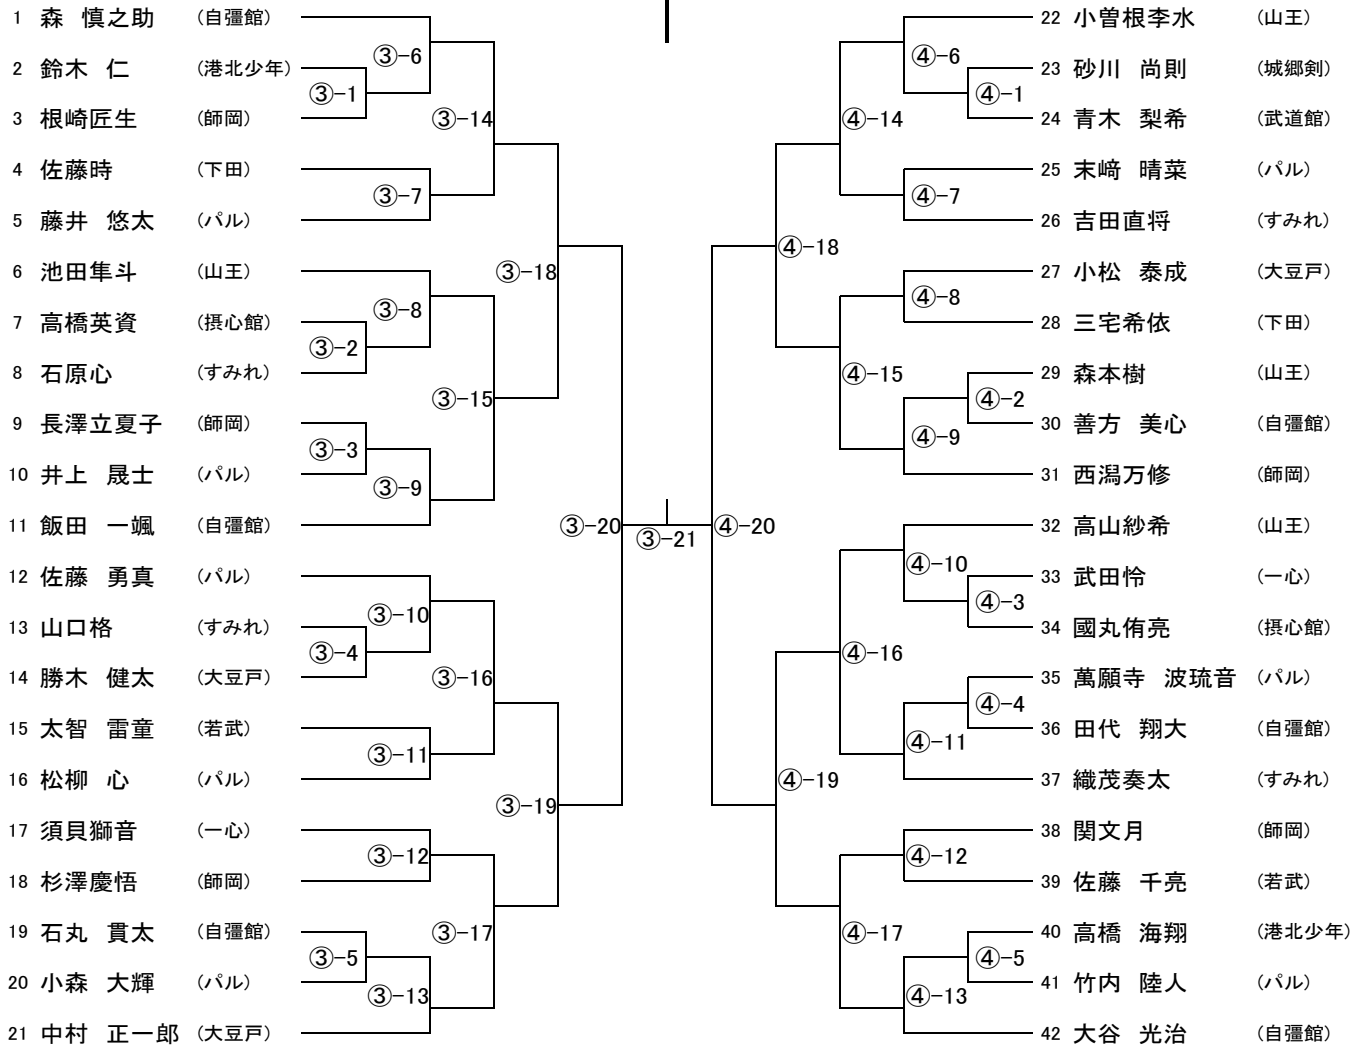 1 森 慎之助 (自彊館)
2 鈴木 仁 (港北少年)
3 根崎匠生 (師岡)
4 佐藤時 (下田)
5 藤井 悠太 (パル)
6 池田隼斗 (山王)
7 高橋英資 (摂心館)
8 石原心 (すみれ)
9 長澤立夏子 (師岡)
10 井上 晟士 (パル)
11 飯田 一颯 (自彊館)
12 佐藤 勇真 (パル)
13 山口格 (すみれ)
14 勝木 健太 (大豆戸)
15 太智 雷童 (若武)
16 松柳 心 (パル)
17 須貝獅音 (一心)
18 杉澤慶悟 (師岡)
19 石丸 貫太 (自彊館)
20 小森 大輝 (パル)
21 中村 正一郎 (大豆戸)
③-1
③-2
③-3
③-4
③-5
③-6
③-7
③-8
③-9
③-10
③-11
③-12
③-13
③-14
③-15
③-16
③-17
③-18
③-19
③-20
③-21
④-20
④-18
④-19
④-14
④-15
④-16
④-17
④-6
④-7
④-8
④-9
④-10
④-11
④-12
④-13
④-1
④-2
④-3
④-4
④-5
22 小曽根李水 (山王)
23 砂川 尚則 (城郷剣)
24 青木 梨希 (武道館)
25 末﨑 晴菜 (パル)
26 吉田直将 (すみれ)
27 小松 泰成 (大豆戸)
28 三宅希依 (下田)
29 森本樹 (山王)
30 善方 美心 (自彊館)
31 西潟万修 (師岡)
32 高山紗希 (山王)
33 武田怜 (一心)
34 國丸侑亮 (摂心館)
35 萬願寺 波琉音 (パル)
36 田代 翔大 (自彊館)
37 織茂奏太 (すみれ)
38 関文月 (師岡)
39 佐藤 千亮 (若武)
40 高橋 海翔 (港北少年)
41 竹内 陸人 (パル)
42 大谷 光治 (自彊館)